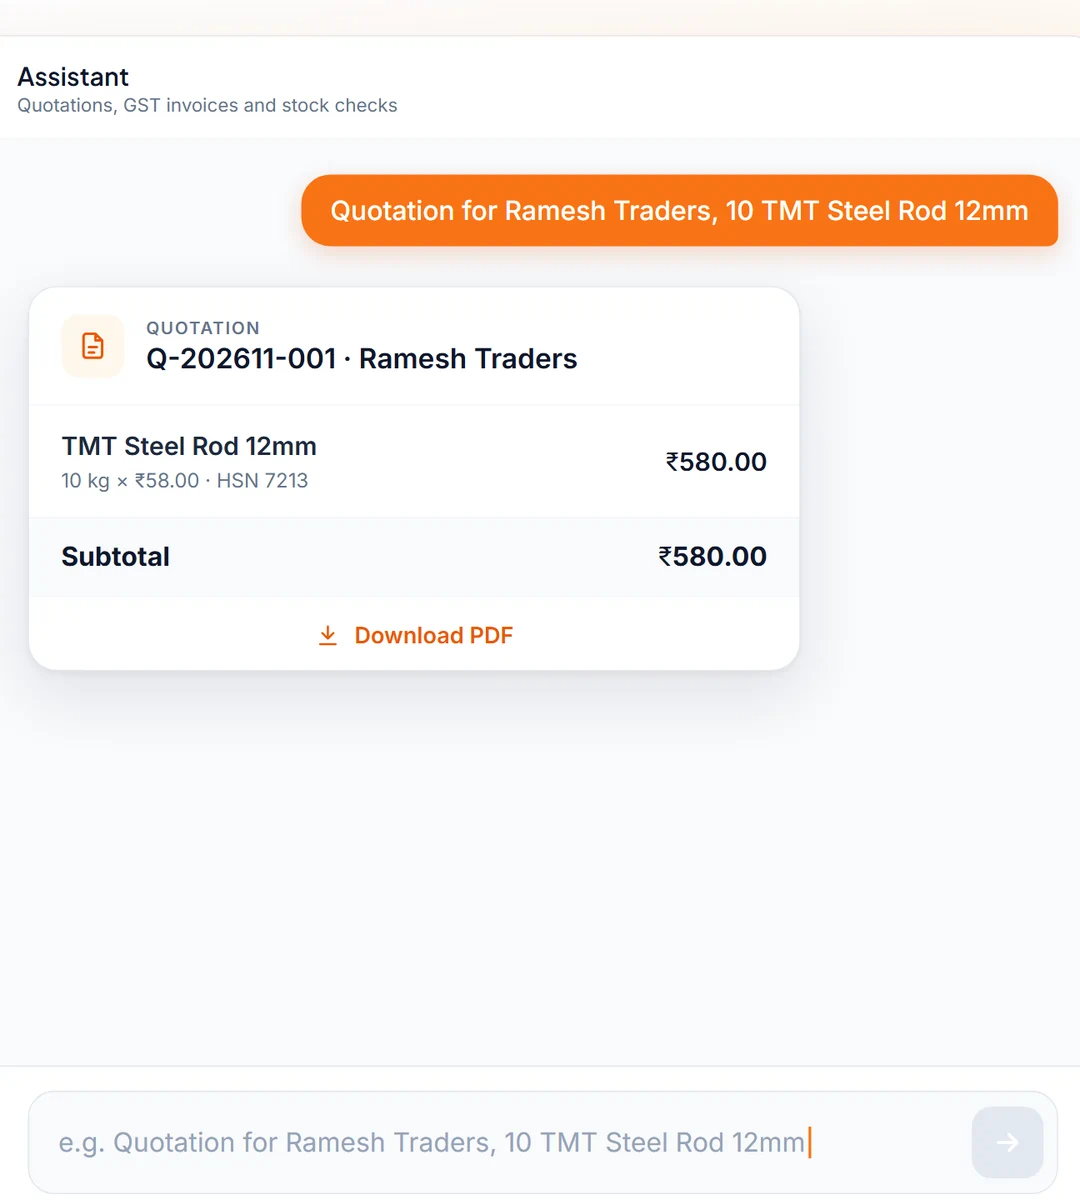 Assistant
Quotations, GST invoices and stock checks
Quotation for Ramesh Traders, 10 TMT Steel Rod 12mm
QUOTATION
Q-202611-001 · Ramesh Traders
TMT Steel Rod 12mm
₹580.00
10 kg × ₹58.00 · HSN 7213
Subtotal ₹580.00
Download PDF
e.g. Quotation for Ramesh Traders, 10 TMT Steel Rod 12mm